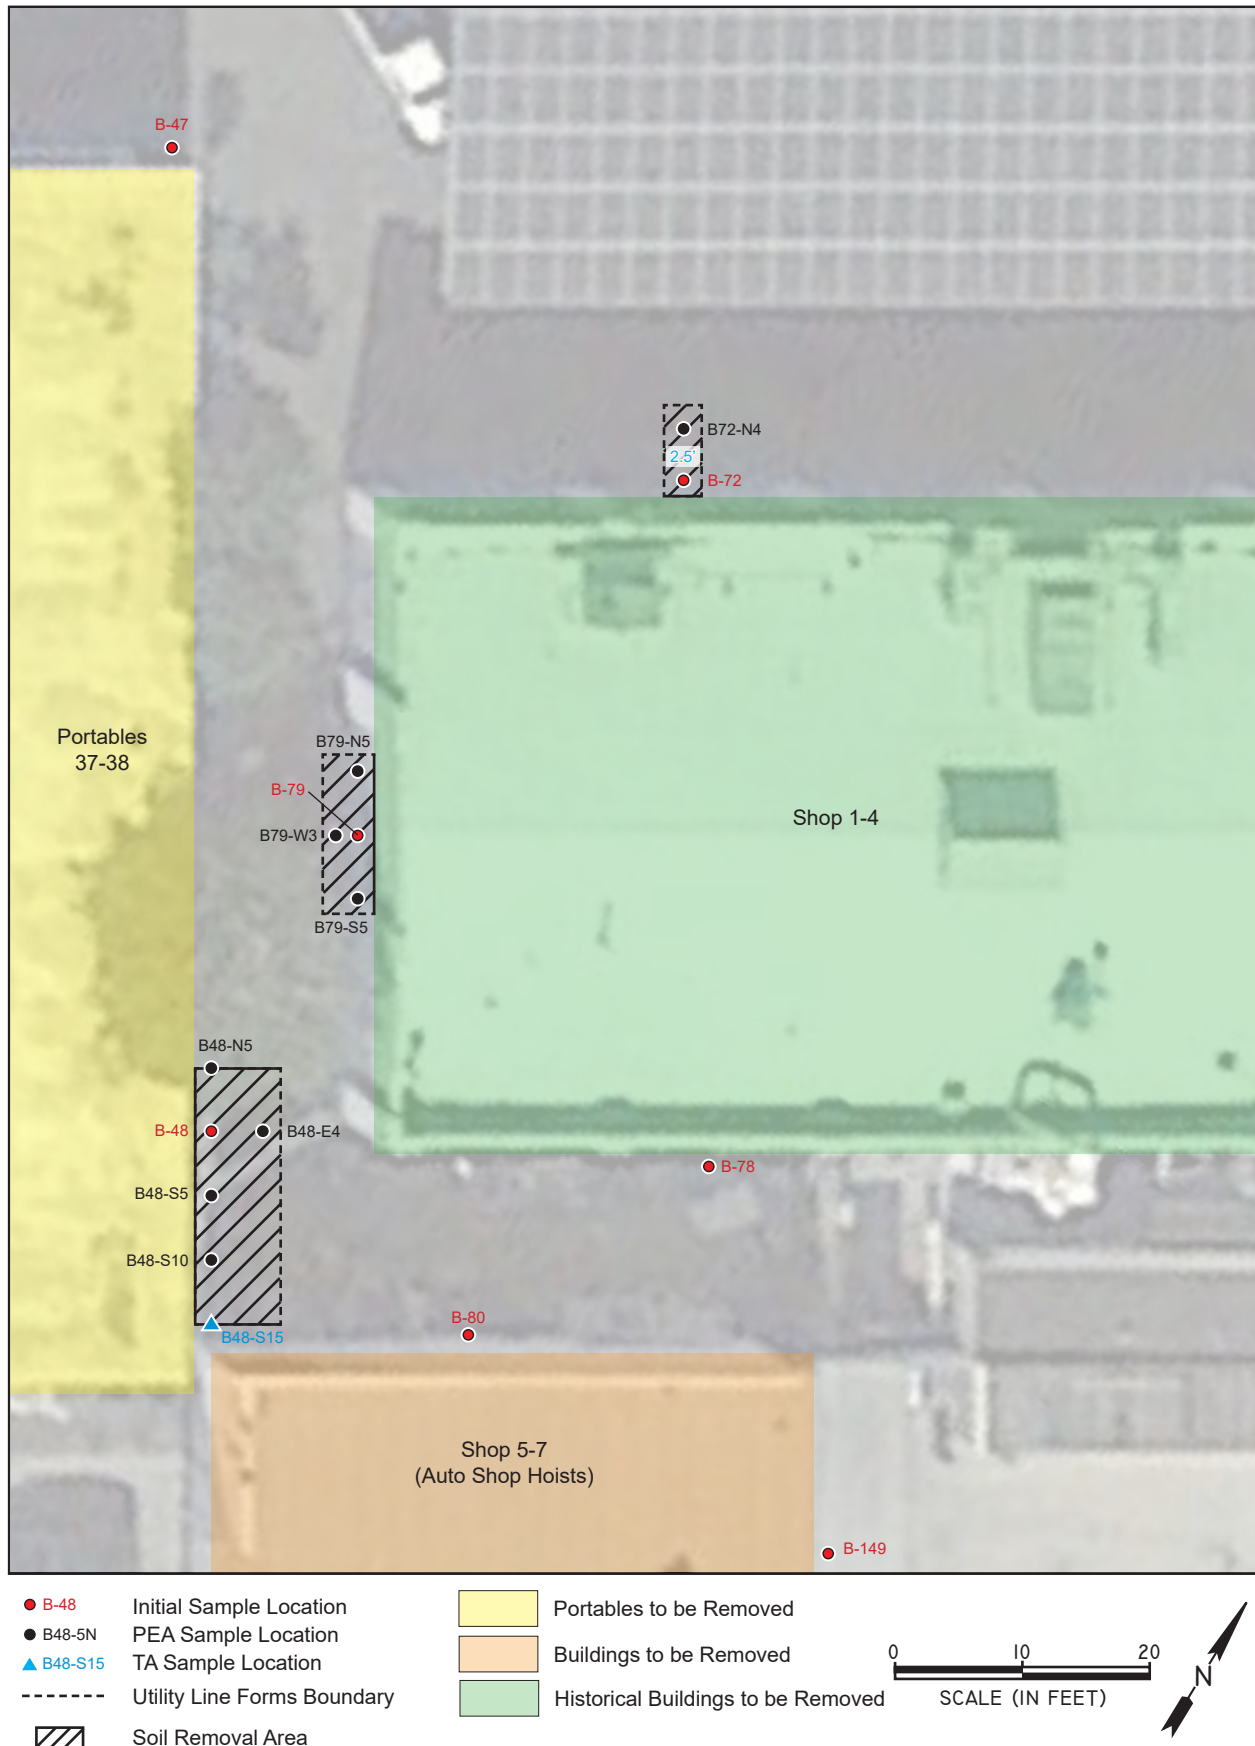 B-47
B72-N4
2.5'
B-72
Portables
37-38
B79-N5
B-79
B79-W3
Shop 1-4
B79-S5
B48-N5
B-48
B48-E4
B-78
B48-S5
B48-S10
B-80
B48-S15
Shop 5-7
(Auto Shop Hoists)
B-149
B-48 Initial Sample Location
B48-5N PEA Sample Location
B48-S15 TA Sample Location
Utility Line Forms Boundary
Soil Removal Area
Portables to be Removed
Buildings to be Removed
Historical Buildings to be Removed
0 10 20
SCALE (IN FEET)
N